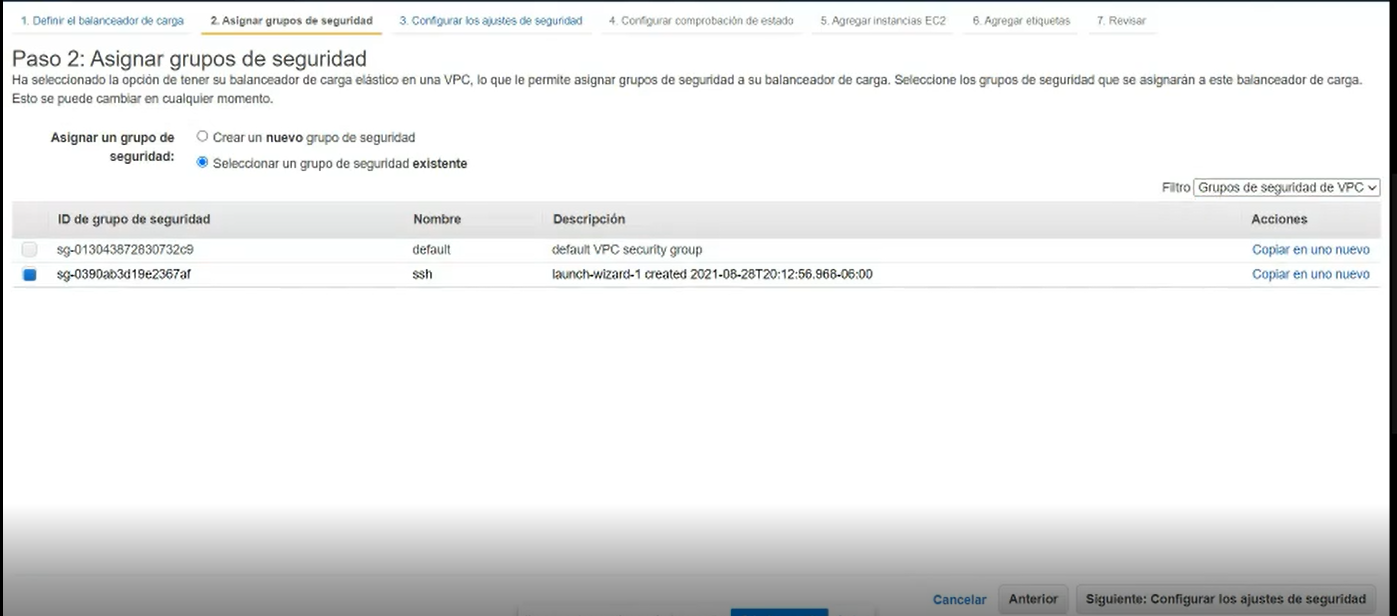 1. Definir el balanceador de carga 2. Asignar grupos de seguridad 3. Configurar los ajustes de seguridad 4. Configurar comprobación de estado 5. Agregar instancias EC2 6. Agregar etiquetas 7. Revisar
Paso 2: Asignar grupos de seguridad
Ha seleccionado la opción de tener su balanceador de carga elástico en una VPC, lo que le permite asignar grupos de seguridad a su balanceador de carga. Seleccione los grupos de seguridad que se asignarán a este balanceador de carga.
Esto se puede cambiar en cualquier momento.
Asignar un grupo de seguridad:
Crear un nuevo grupo de seguridad
Seleccionar un grupo de seguridad existente
Filtro Grupos de seguridad de VPC
ID de grupo de seguridad Nombre Descripción Acciones
sg-013043872830732c9 default default VPC security group Copiar en uno nuevo
sg-0390ab3d19e2367af ssh launch-wizard-1 created 2021-08-28T20:12:56.968-06:00 Copiar en uno nuevo
Cancelar Anterior Siguiente: Configurar los ajustes de seguridad